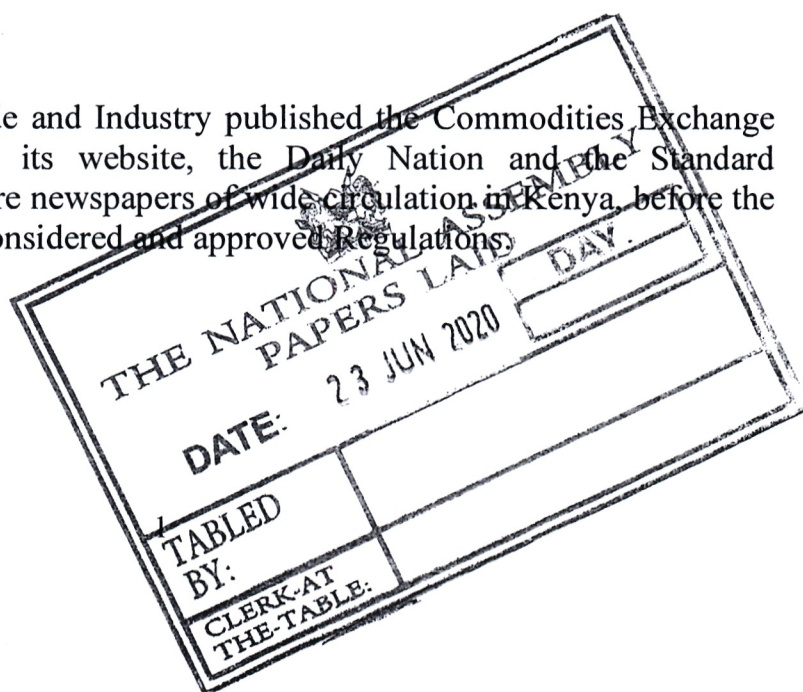 le and Industry published the Commodities Exchange
its website, the Daily Nation and the Standard
re newspapers of wide circulation in Kenya, before the
onsidered and approved Regulations.
THE NATIONAL ASSEMBLY
PAPERS LAID
DATE: 23 JUN 2020
DAY.
TABLED
BY:
CLERK-AT
THE-TABLE: